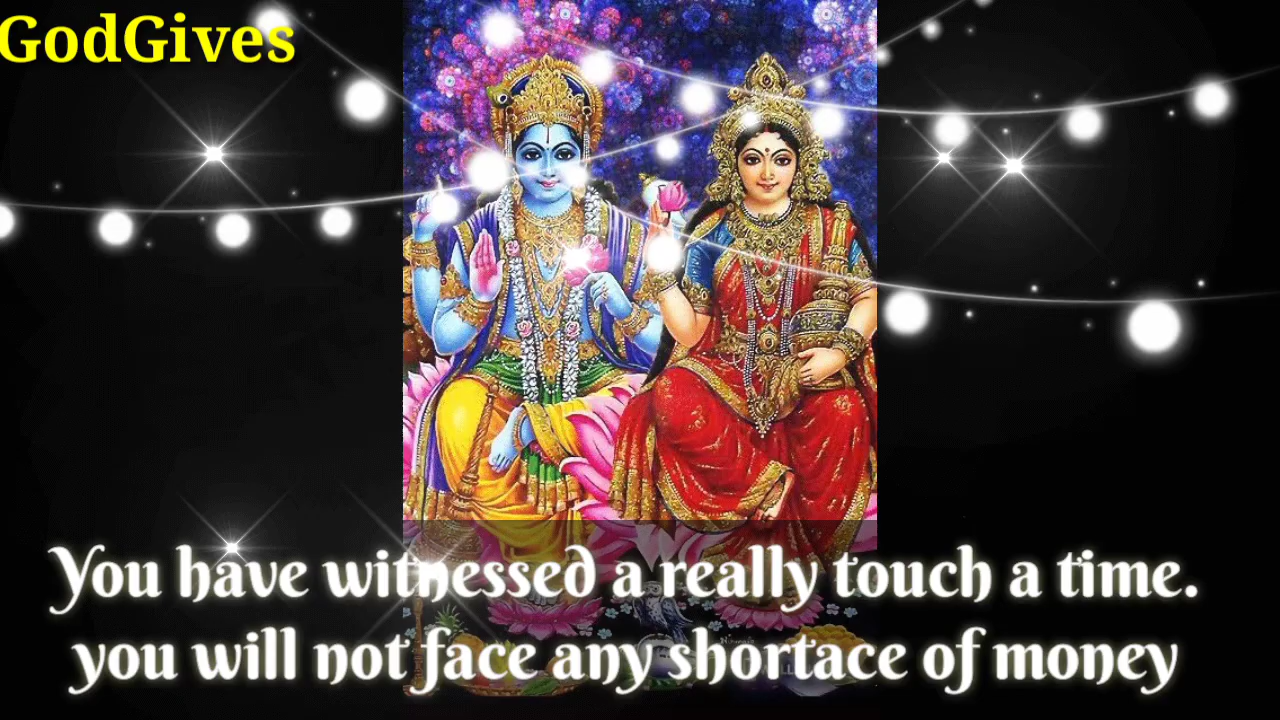 GodGives
You have witnessed a really touch a time.
you will not face any shortace of money